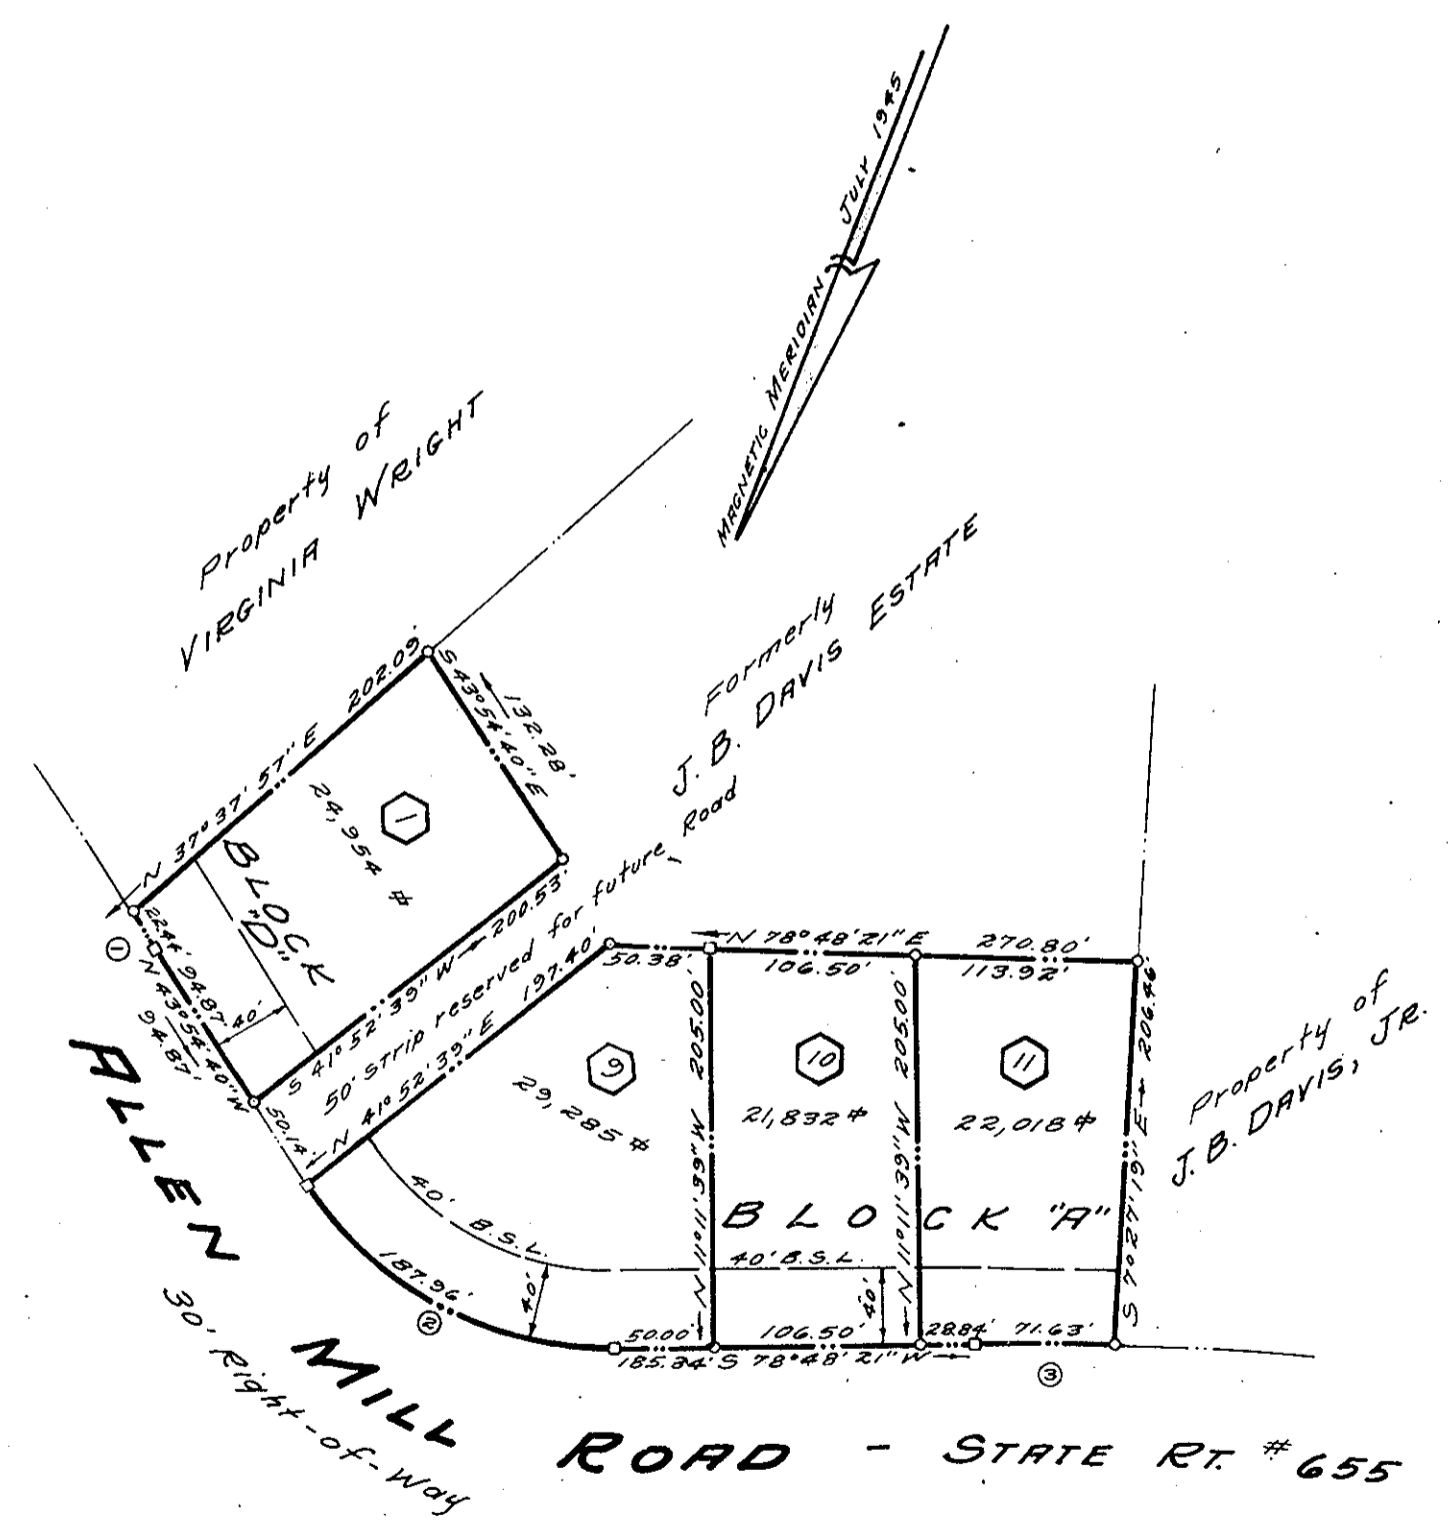 MAGNETIC MERIDIAN JULY 1945
Property of
VIRGINIA WRIGHT
Formerly
J. B. DAVIS ESTATE
N 37° 37' 57" E 202.09'
S 43° 54' 40" E
132.28'
1
24,954 ⌗
BLOCK
"D"
22.44'
94.87'
1
N 43° 54' 40" W
94.87'
40'
S 41° 52' 39" W 200.53'
50' Strip reserved for future Road
N 41° 52' 39" E 197.40'
50.14'
50.38'
N 78° 48' 21" E 270.80'
106.50'
113.92'
N 11° 11' 39" W 205.00'
N 11° 11' 39" W 205.00'
S 7° 27' 19" E 206.46'
9
29,285 ⌗
10
21,832 ⌗
11
22,018 ⌗
BLOCK "A"
40' B.S.L.
40' B.S.L.
40'
40'
187.96'
2
50.00'
106.50'
28.84'
71.63'
185.34' S 78° 48' 21" W
3
Property of
J. B. DAVIS, JR.
ALLEN MILL ROAD - STATE RT. # 655
30' Right-of-Way